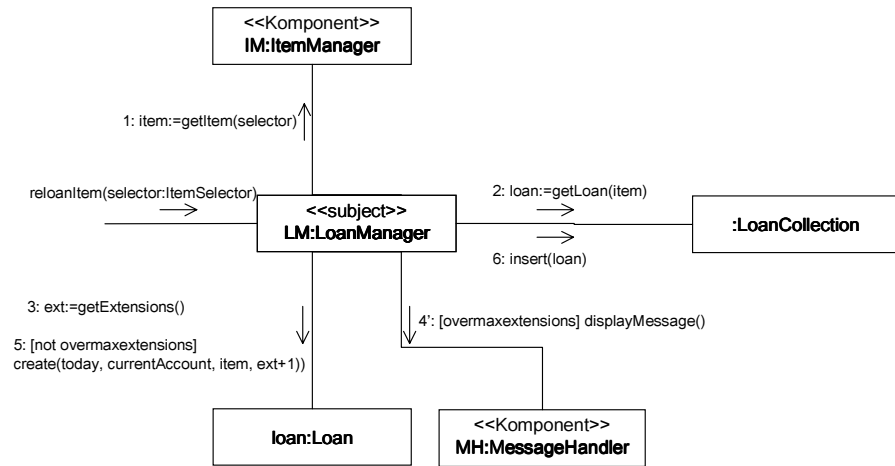 <<Komponent>>
IM:ItemManager
1: item:=getItem(selector)
reloanItem(selector:ItemSelector)
<<subject>>
LM:LoanManager
2: loan:=getLoan(item)
:LoanCollection
6: insert(loan)
3: ext:=getExtensions()
4': [overmaxextensions] displayMessage()
5: [not overmaxextensions]
create(today, currentAccount, item, ext+1))
loan:Loan
<<Komponent>>
MH:MessageHandler